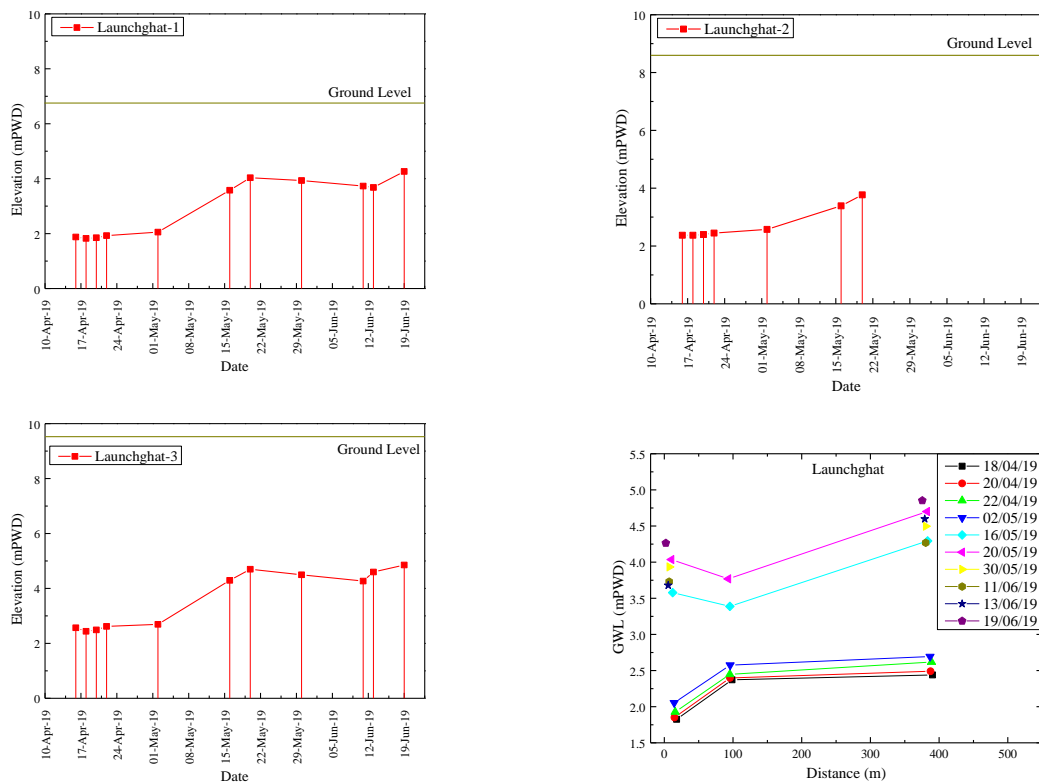 Launchghat-1
Ground Level
Elevation (mPWD)
10
8
6
4
2
0
10-Apr-19
17-Apr-19
24-Apr-19
01-May-19
08-May-19
15-May-19
22-May-19
29-May-19
05-Jun-19
12-Jun-19
19-Jun-19
Date
Launchghat-2
Ground Level
Elevation (mPWD)
10
8
6
4
2
0
10-Apr-19
17-Apr-19
24-Apr-19
01-May-19
08-May-19
15-May-19
22-May-19
29-May-19
05-Jun-19
12-Jun-19
19-Jun-19
Date
Launchghat-3
Ground Level
Elevation (mPWD)
10
8
6
4
2
0
10-Apr-19
17-Apr-19
24-Apr-19
01-May-19
08-May-19
15-May-19
22-May-19
29-May-19
05-Jun-19
12-Jun-19
19-Jun-19
Date
Launchghat
18/04/19
20/04/19
22/04/19
02/05/19
16/05/19
20/05/19
30/05/19
11/06/19
13/06/19
19/06/19
GWL (mPWD)
5.5
5.0
4.5
4.0
3.5
3.0
2.5
2.0
1.5
0
100
200
300
400
500
Distance (m)